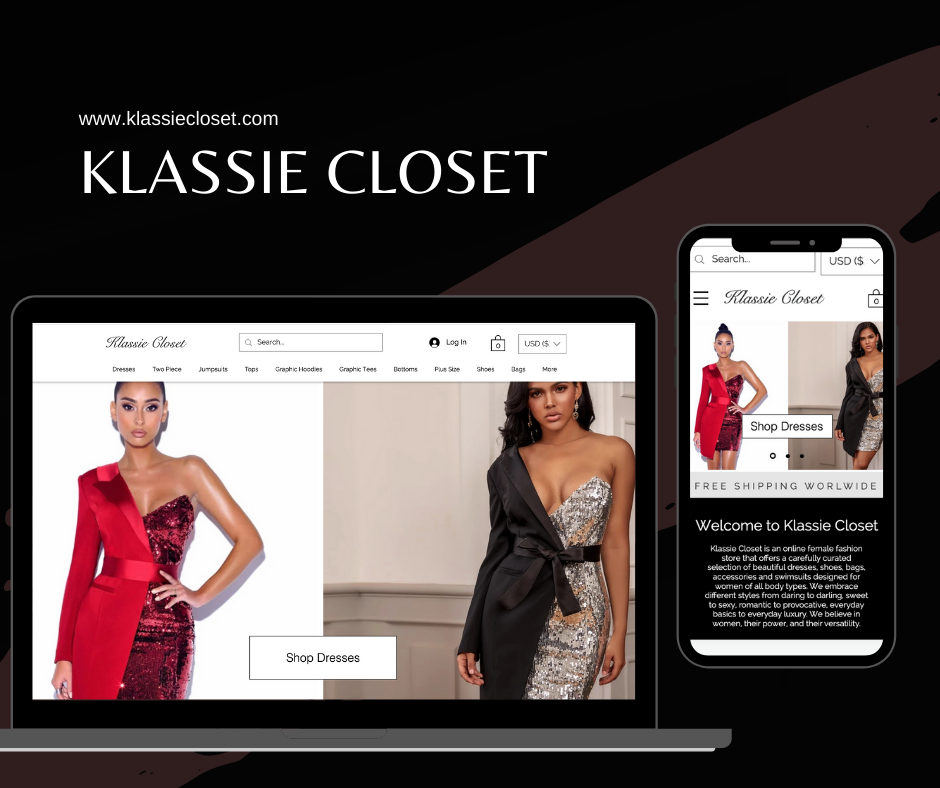 www.klassiecloset.com
KLASSIE CLOSET
Klassie Closet
Search...
Log In
0
USD ($.
Dresses Two Piece Jumpsuits Tops Graphic Hoodies Graphic Tees Bottoms Plus Size Shoes Bags More
Shop Dresses
Search...
USD ($
Klassie Closet
0
Shop Dresses
FREE SHIPPING WORLWIDE
Welcome to Klassie Closet
Klassie Closet is an online female fashion
store that offers a carefully curated
selection of beautiful dresses, shoes, bags,
accessories and swimsuits designed for
women of all body types. We embrace
different styles from daring to darling, sweet
to sexy, romantic to provocative, everyday
basics to everyday luxury. We believe in
women, their power, and their versatility.